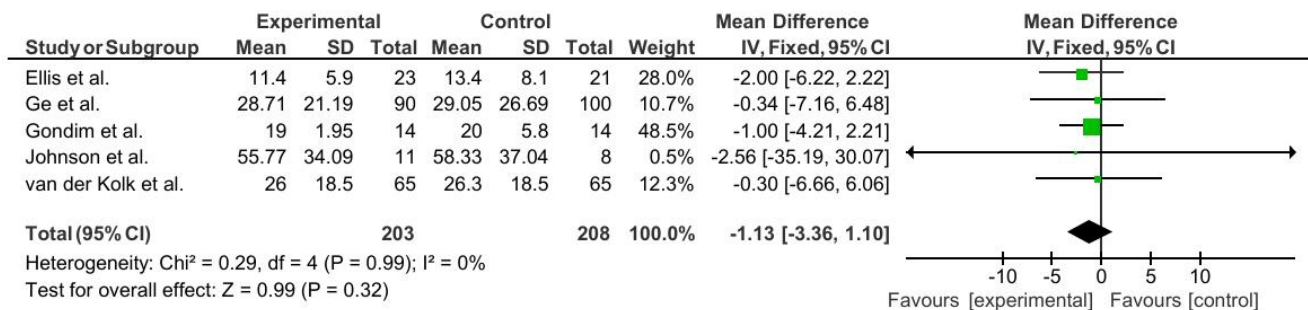 Experimental Control Mean Difference Mean Difference
Study or Subgroup Mean SD Total Mean SD Total Weight IV, Fixed, 95% CI IV, Fixed, 95% CI
Ellis et al. 11.4 5.9 23 13.4 8.1 21 28.0% -2.00 [-6.22, 2.22]
Ge et al. 28.71 21.19 90 29.05 26.69 100 10.7% -0.34 [-7.16, 6.48]
Gondim et al. 19 1.95 14 20 5.8 14 48.5% -1.00 [-4.21, 2.21]
Johnson et al. 55.77 34.09 11 58.33 37.04 8 0.5% -2.56 [-35.19, 30.07]
van der Kolk et al. 26 18.5 65 26.3 18.5 65 12.3% -0.30 [-6.66, 6.06]
Total (95% CI) 203 208 100.0% -1.13 [-3.36, 1.10]
Heterogeneity: Chi² = 0.29, df = 4 (P = 0.99); I² = 0%
Test for overall effect: Z = 0.99 (P = 0.32)
-10 -5 0 5 10
Favours [experimental] Favours [control]